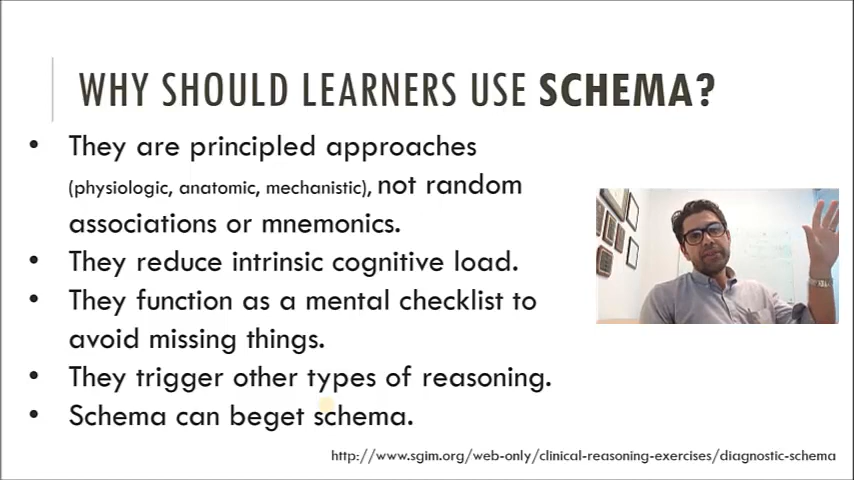 WHY SHOULD LEARNERS USE SCHEMA?
• They are principled approaches
(physiologic, anatomic, mechanistic), not random
associations or mnemonics.
• They reduce intrinsic cognitive load.
• They function as a mental checklist to
avoid missing things.
• They trigger other types of reasoning.
• Schema can beget schema.
http://www.sgim.org/web-only/clinical-reasoning-exercises/diagnostic-schema